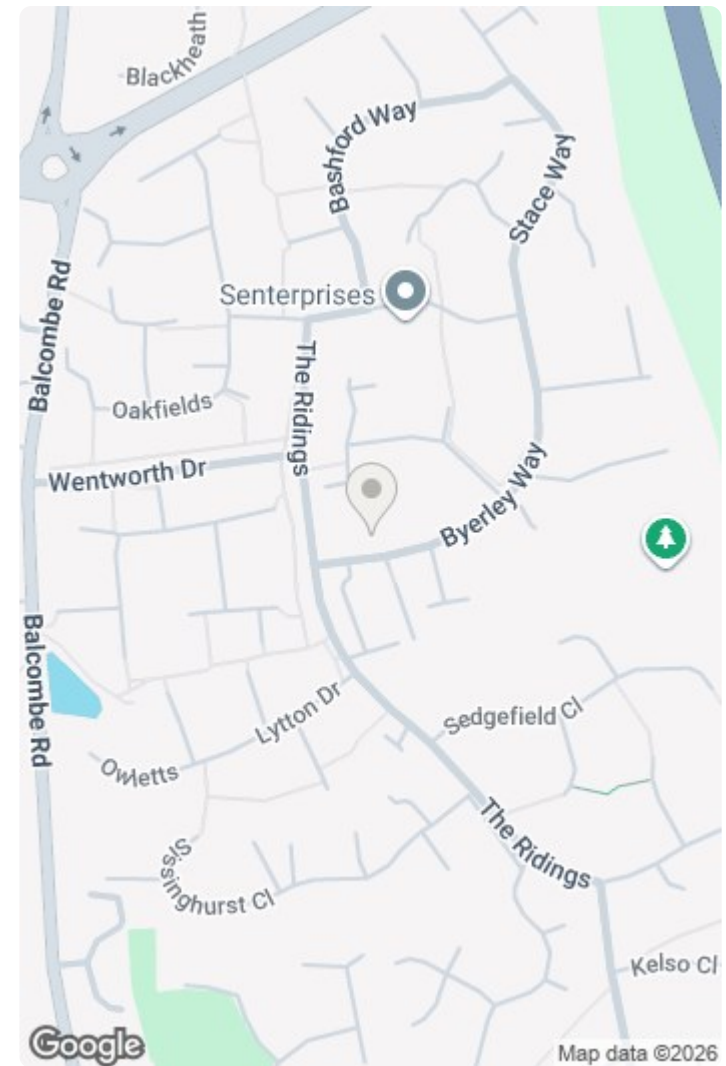 Blackheath
Bashford Way
Stace Way
Senterprises
Balcombe Rd
The Ridings
Oakfields
Wentworth Dr
Byerley Way
Balcombe Rd
Lytton Dr
Sedgefield Cl
Owletts
The Ridings
Sissinghurst Cl
Kelso Cl
Google
Map data ©2026